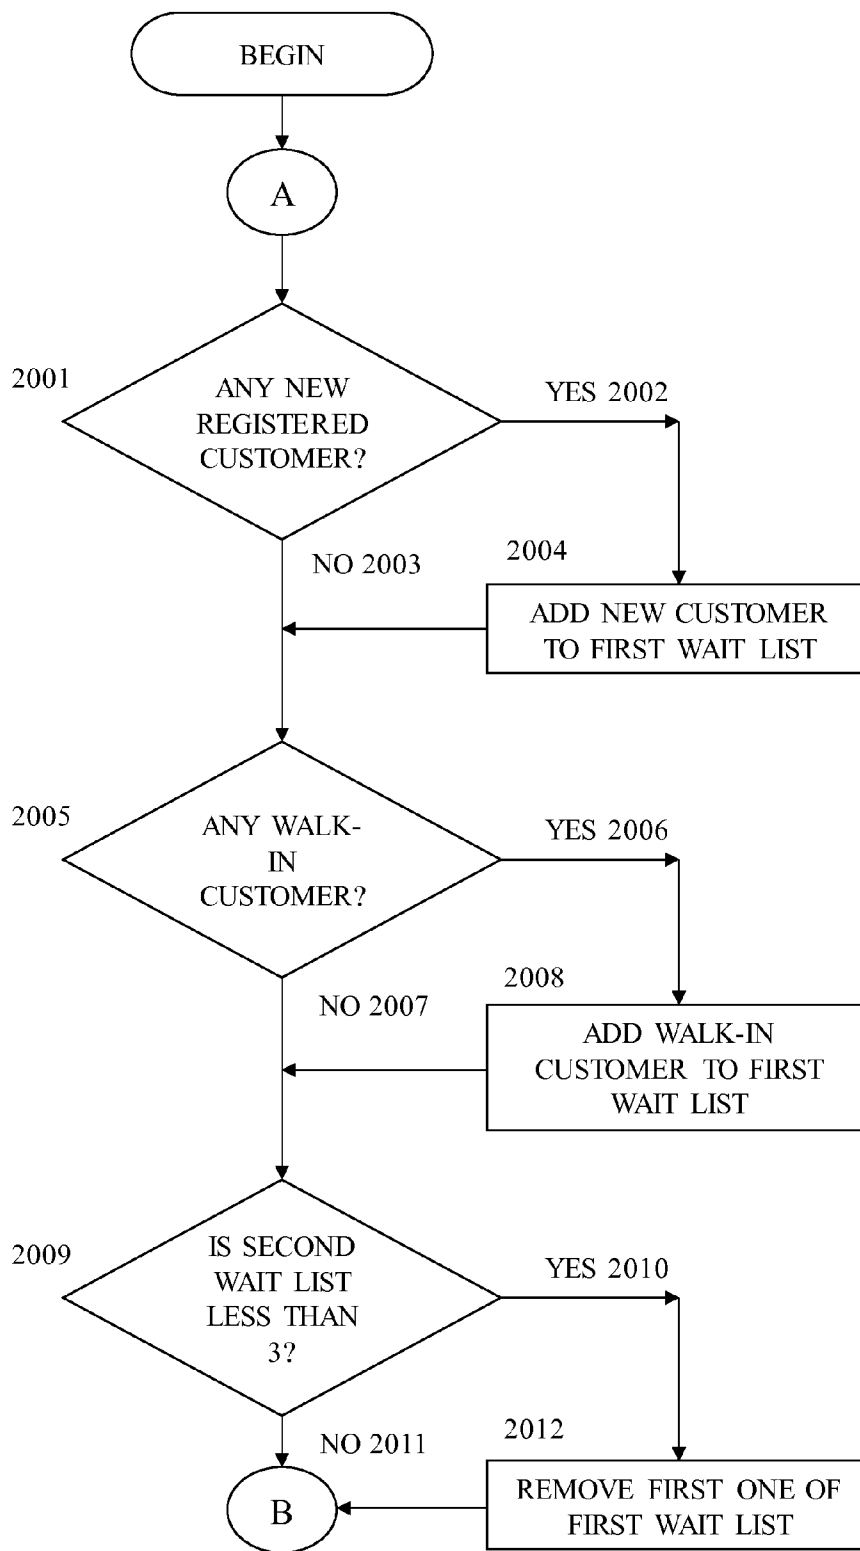 BEGIN
A
2001
ANY NEW
REGISTERED
CUSTOMER?
YES 2002
NO 2003
2004
ADD NEW CUSTOMER
TO FIRST WAIT LIST
2005
ANY WALK-
IN
CUSTOMER?
YES 2006
NO 2007
2008
ADD WALK-IN
CUSTOMER TO FIRST
WAIT LIST
2009
IS SECOND
WAIT LIST
LESS THAN
3?
YES 2010
NO 2011
2012
REMOVE FIRST ONE OF
FIRST WAIT LIST
B